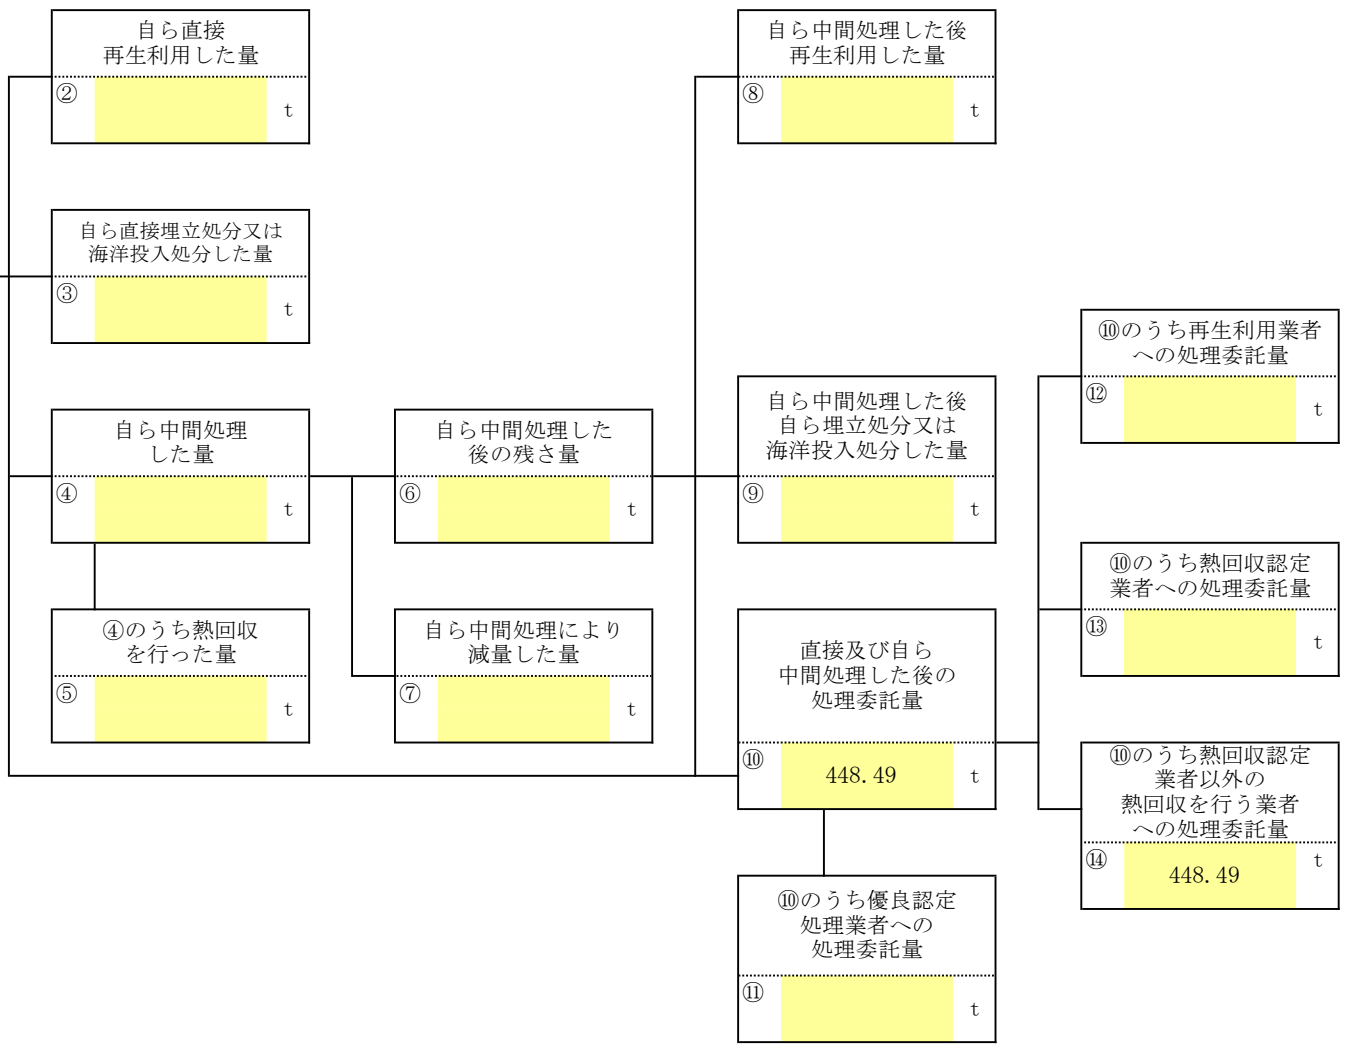 自ら直接
再生利用した量
②
t
自ら中間処理した後
再生利用した量
⑧
t
自ら直接埋立処分又は
海洋投入処分した量
③
t
⑩のうち再生利用業者
への処理委託量
⑫
t
自ら中間処理
した量
④
t
自ら中間処理した
後の残さ量
⑥
t
自ら中間処理した後
自ら埋立処分又は
海洋投入処分した量
⑨
t
⑩のうち熱回収認定
業者への処理委託量
⑬
t
④のうち熱回収
を行った量
⑤
t
自ら中間処理により
減量した量
⑦
t
直接及び自ら
中間処理した後の
処理委託量
⑩
448.49 t
⑩のうち熱回収認定
業者以外の
熱回収を行う業者
への処理委託量
⑭
448.49 t
⑩のうち優良認定
処理業者への
処理委託量
⑪
t